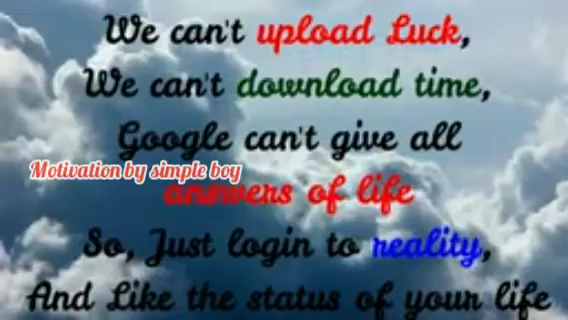 We can't upload Luck,
We can't download time,
Google can't give all
Motivation by simple boy
answers of life
So, Just login to reality,
And Like the status of your life